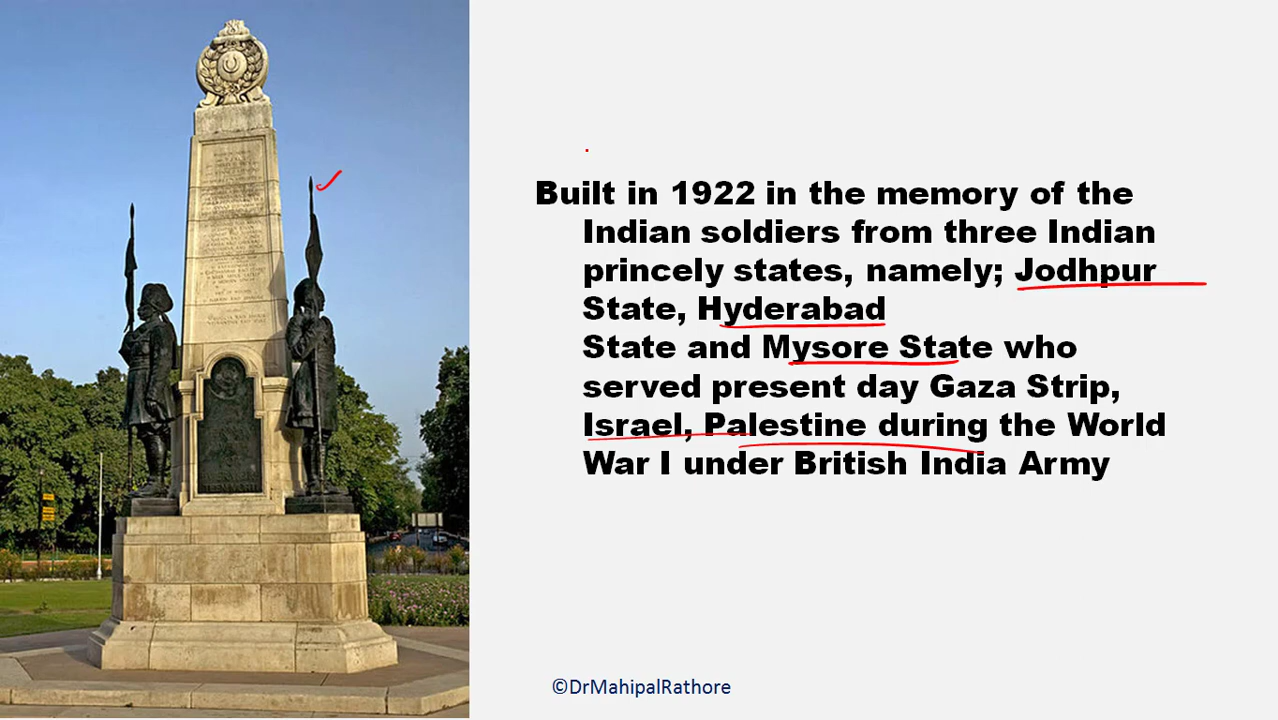 Built in 1922 in the memory of the
Indian soldiers from three Indian
princely states, namely; Jodhpur
State, Hyderabad
State and Mysore State who
served present day Gaza Strip,
Israel, Palestine during the World
War I under British India Army
©DrMahipalRathore